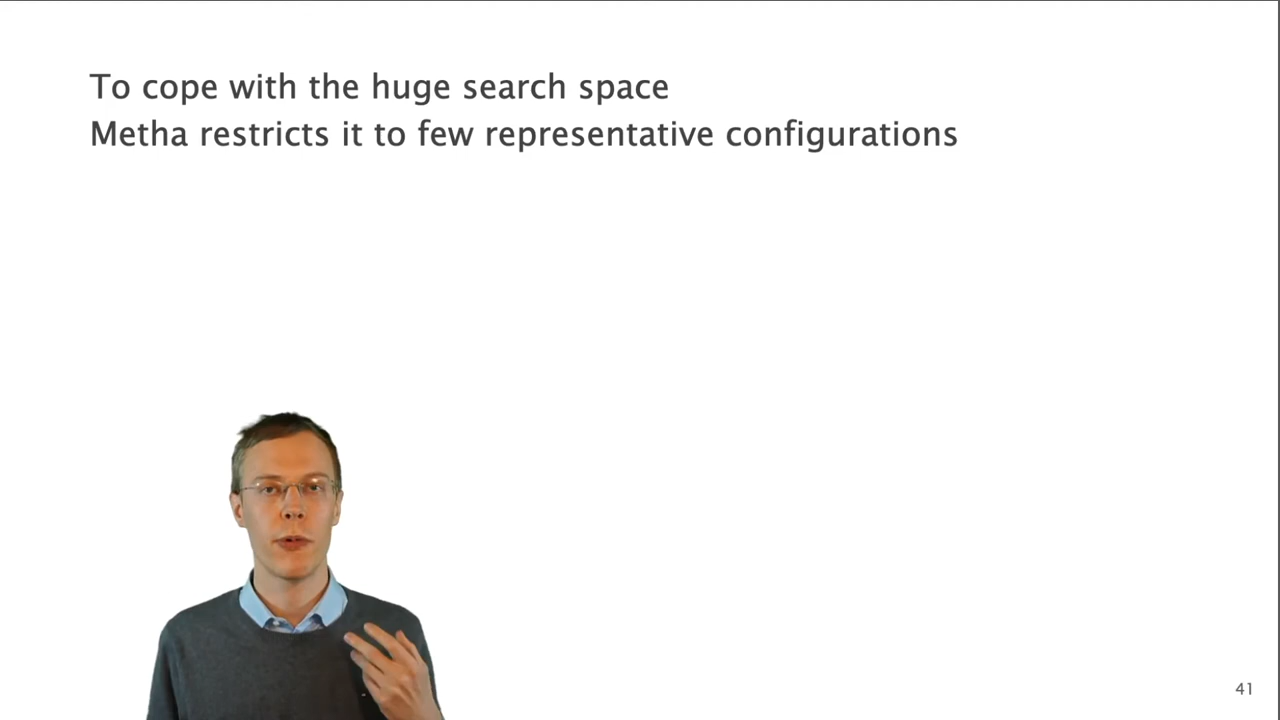 To cope with the huge search space
Metha restricts it to few representative configurations
41